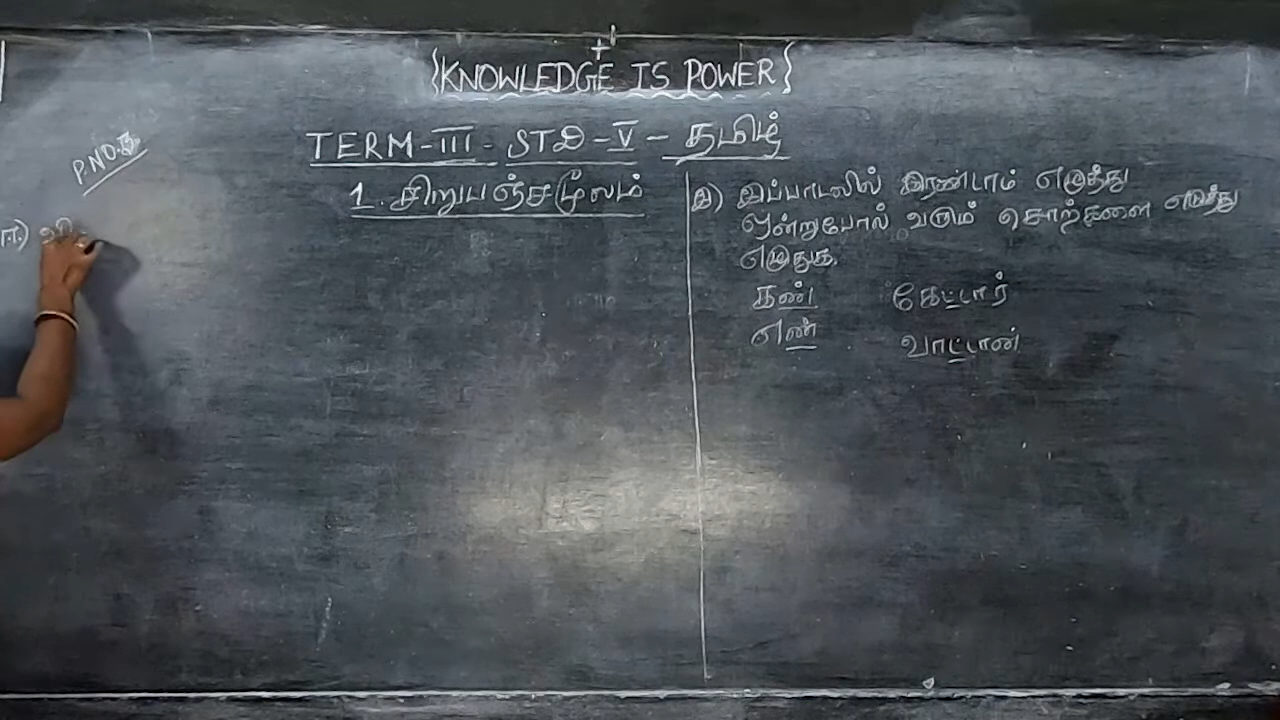 {KNOWLEDGE IS POWER}
TERM-III-STD-V-தமிழ்
P.NO.5
1. சிறுபஞ்சமூலம்
இ) இப்பாடலில் இரண்டாம் எழுத்து
ஒன்றுபோல் வரும் சொற்களை எடுத்து
எழுதுக.
கண் கேட்டார்
எண் வாட்டான்
ஈ)